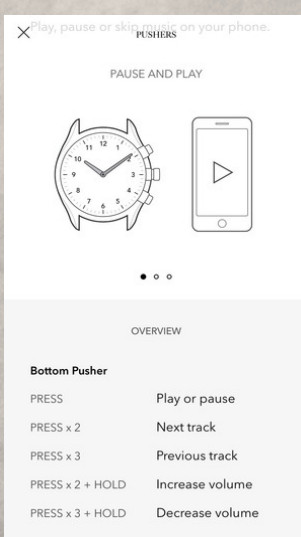 Play, pause or skip music on your phone.
PUSHERS
PAUSE AND PLAY
11 12 1
10 2
9 3
8 4
7 6 5
OVERVIEW
Bottom Pusher
PRESS Play or pause
PRESS x 2 Next track
PRESS x 3 Previous track
PRESS x 2 + HOLD Increase volume
PRESS x 3 + HOLD Decrease volume